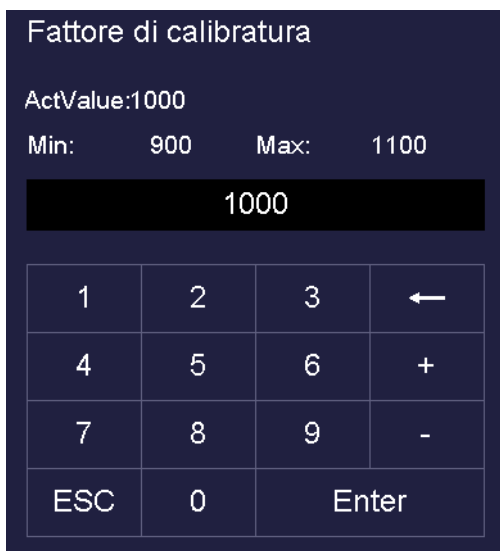 Fattore di calibratura
ActValue:1000
Min: 900 Max: 1100
1000
1 2 3 ←
4 5 6 +
7 8 9 -
ESC 0 Enter